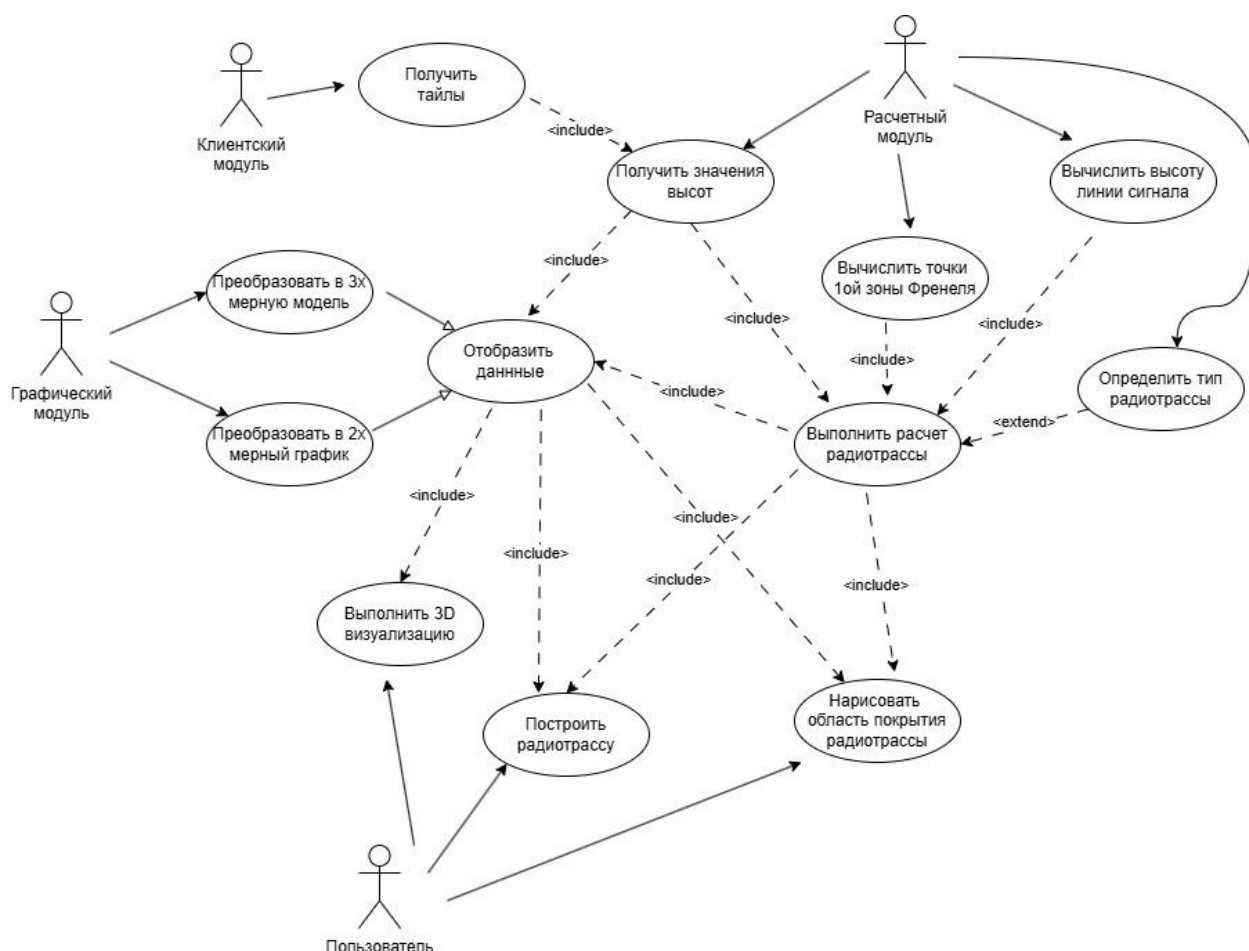 Получить
тайлы
Клиентский
модуль
<include>
Расчетный
модуль
Получить значения
высот
Вычислить высоту
линии сигнала
<include>
Преобразовать в 3х
мерную модель
Вычислить точки
1ой зоны Френеля
<include>
<include>
<include>
Графический
модуль
Отобразить
даннные
<include>
Определить тип
радиотрассы
<include>
Преобразовать в 2х
мерный график
Выполнить расчет
радиотрассы
<extend>
<include>
<include>
<include>
<include>
<include>
Выполнить 3D
визуализацию
Построить
радиотрассу
Нарисовать
область покрытия
радиотрассы
Пользователь